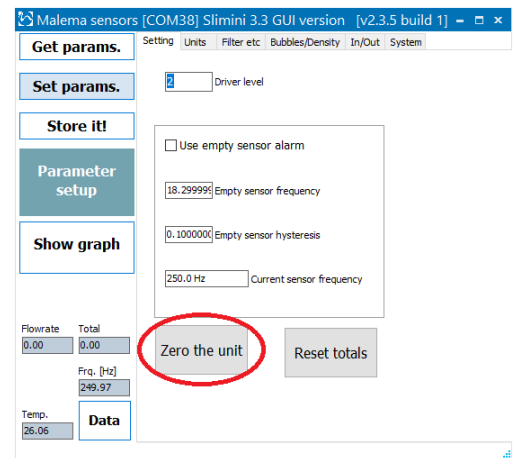 Malema sensors [COM38] Slimini 3.3 GUI version [v2.3.5 build 1]
Get params.
Set params.
Store it!
Parameter
setup
Show graph
Flowrate Total
0.00 0.00
Frq. [Hz]
249.97
Temp.
26.06 Data
Setting Units Filter etc Bubbles/Density In/Out System
2 Driver level
Use empty sensor alarm
18.299999 Empty sensor frequency
0.1000000 Empty sensor hysteresis
250.0 Hz Current sensor frequency
Zero the unit Reset totals